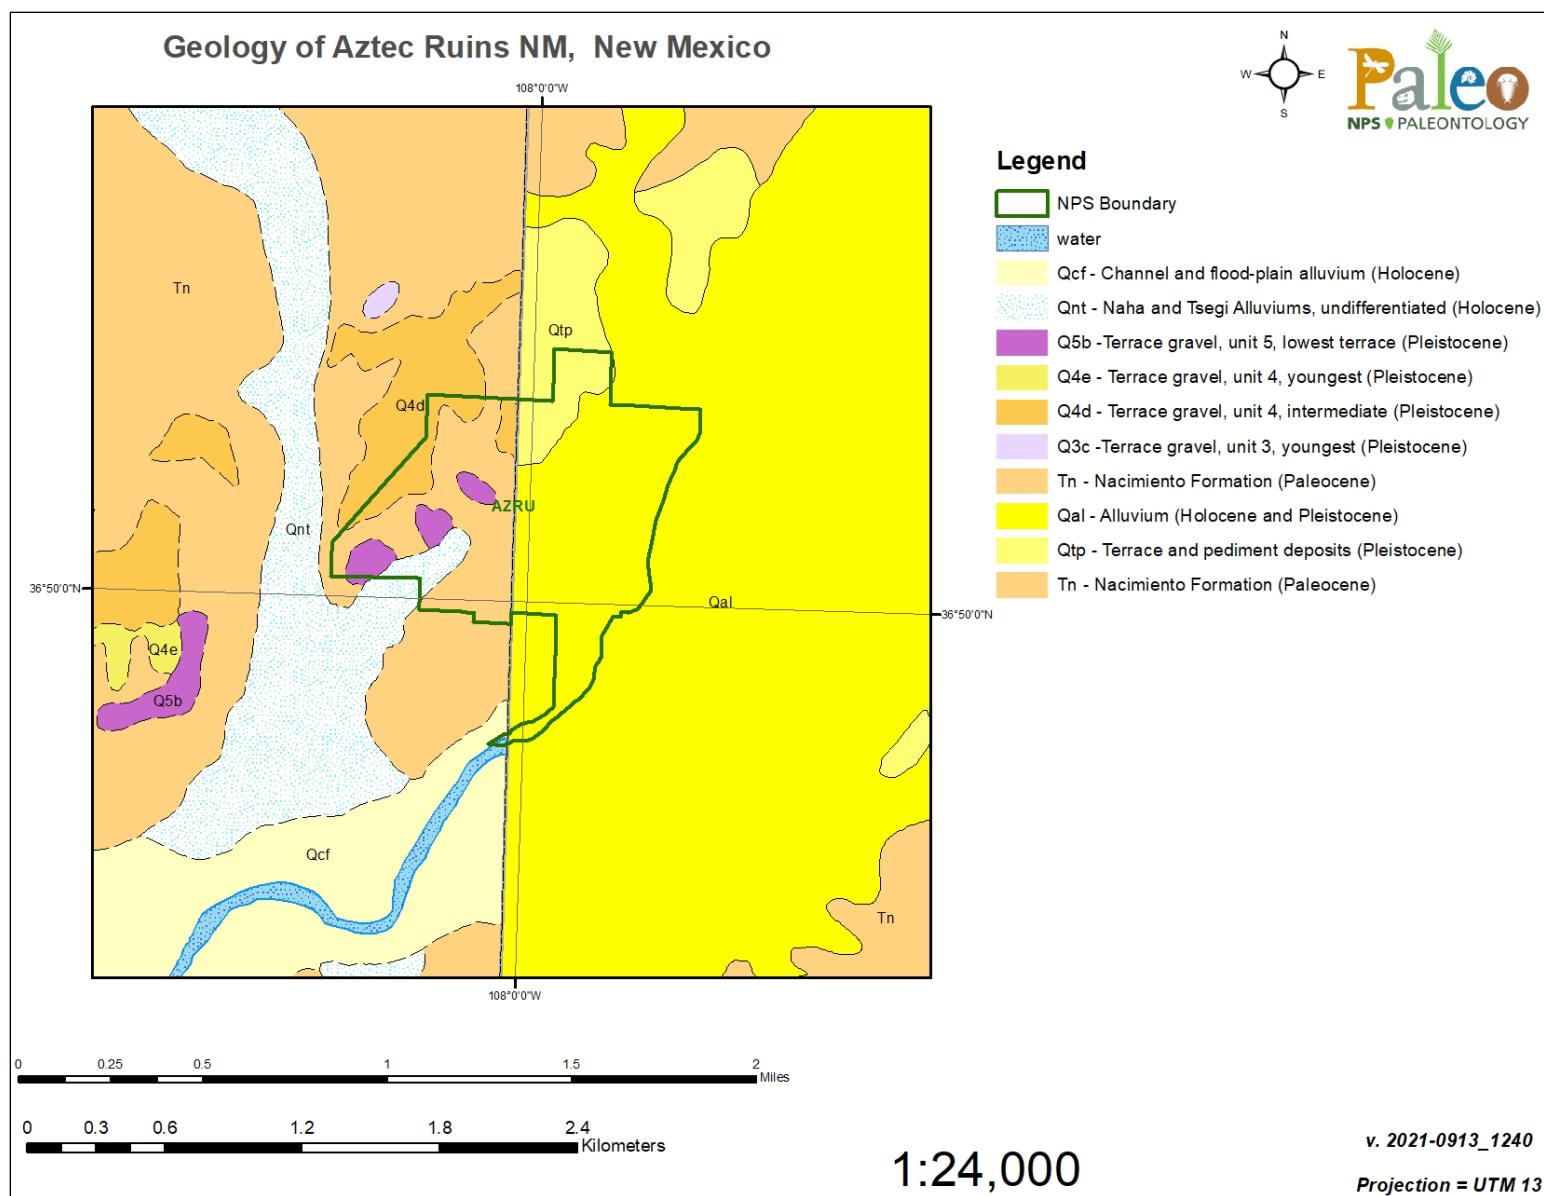 Geology of Aztec Ruins NM, New Mexico
N
W
E
S
Paleo
NPS PALEONTOLOGY
108°0'0"W
Legend
NPS Boundary
water
Qcf - Channel and flood-plain alluvium (Holocene)
Qnt - Naha and Tsegi Alluviums, undifferentiated (Holocene)
Q5b -Terrace gravel, unit 5, lowest terrace (Pleistocene)
Q4e - Terrace gravel, unit 4, youngest (Pleistocene)
Q4d - Terrace gravel, unit 4, intermediate (Pleistocene)
Q3c -Terrace gravel, unit 3, youngest (Pleistocene)
Tn - Nacimiento Formation (Paleocene)
Qal - Alluvium (Holocene and Pleistocene)
Qtp - Terrace and pediment deposits (Pleistocene)
Tn - Nacimiento Formation (Paleocene)
Tn
Qtp
Q4d
AZRU
Qnt
36°50'0"N
Qal
36°50'0"N
Q4e
Q5b
Qcf
Tn
108°0'0"W
0 0.25 0.5 1 1.5 2
Miles
0 0.3 0.6 1.2 1.8 2.4
Kilometers
1:24,000
v. 2021-0913_1240
Projection = UTM 13